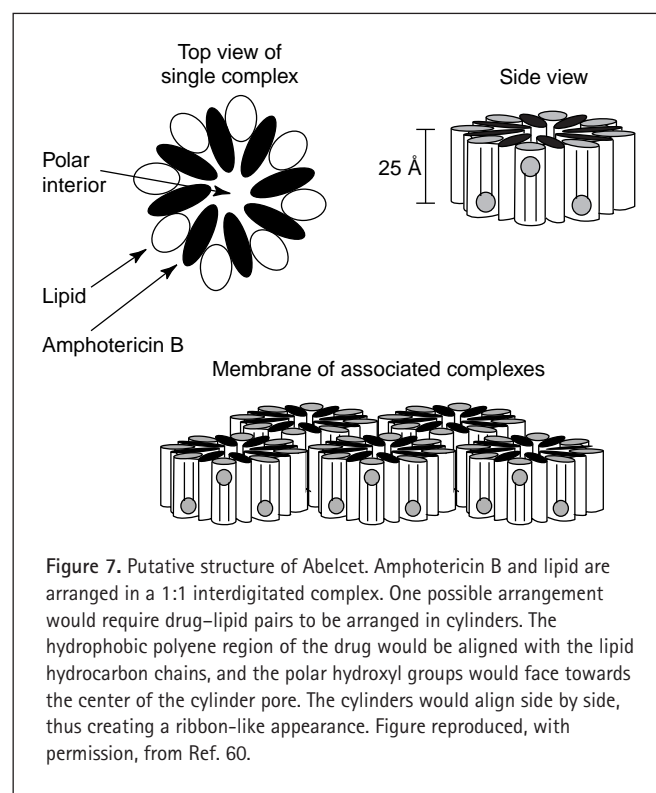 Top view of
single complex
Side view
Polar
interior
25 Å
Lipid
Amphotericin B
Membrane of associated complexes
Figure 7. Putative structure of Abelcet. Amphotericin B and lipid are
arranged in a 1:1 interdigitated complex. One possible arrangement
would require drug–lipid pairs to be arranged in cylinders. The
hydrophobic polyene region of the drug would be aligned with the lipid
hydrocarbon chains, and the polar hydroxyl groups would face towards
the center of the cylinder pore. The cylinders would align side by side,
thus creating a ribbon-like appearance. Figure reproduced, with
permission, from Ref. 60.